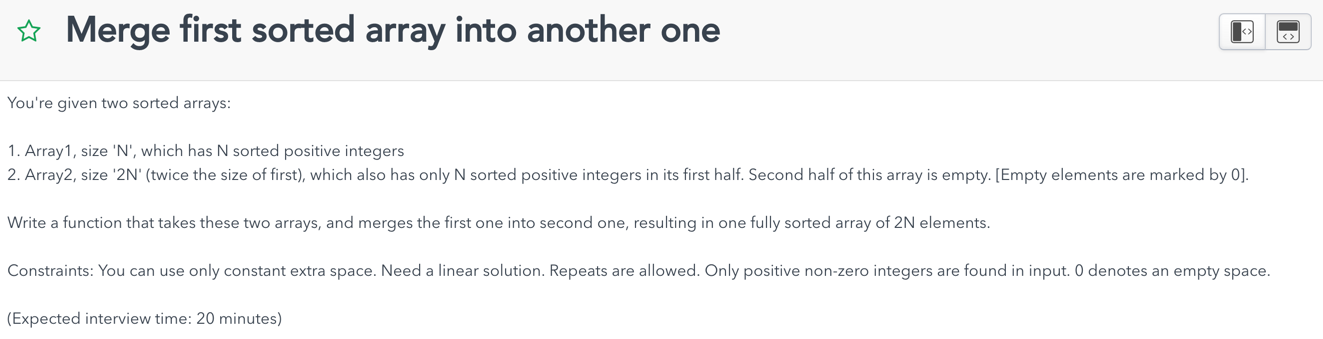 Merge first sorted array into another one
You're given two sorted arrays:
1. Array1, size 'N', which has N sorted positive integers
2. Array2, size '2N' (twice the size of first), which also has only N sorted positive integers in its first half. Second half of this array is empty. [Empty elements are marked by 0].
Write a function that takes these two arrays, and merges the first one into second one, resulting in one fully sorted array of 2N elements.
Constraints: You can use only constant extra space. Need a linear solution. Repeats are allowed. Only positive non-zero integers are found in input. 0 denotes an empty space.
(Expected interview time: 20 minutes)